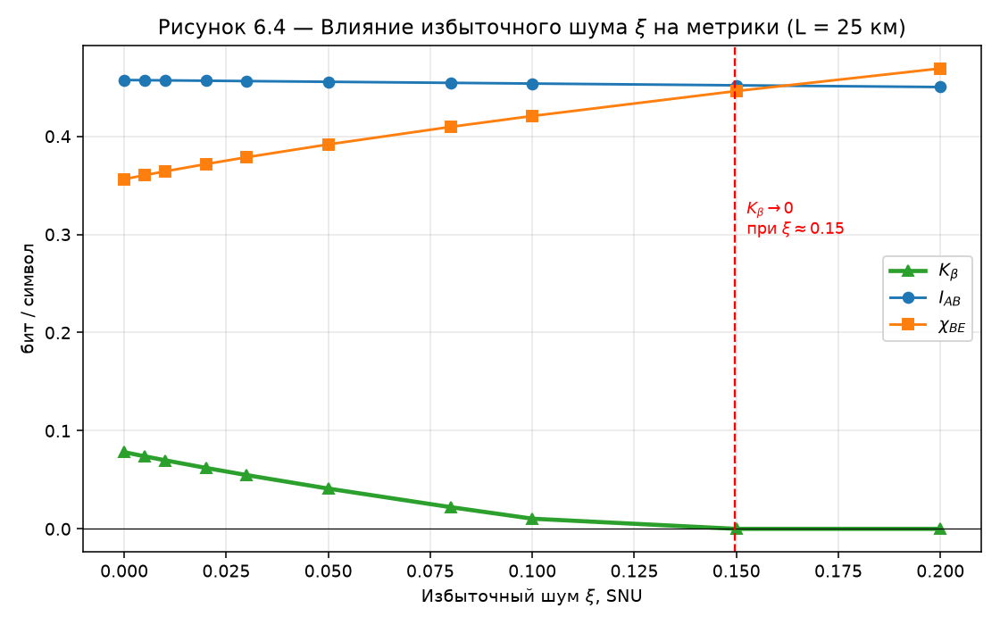 Рисунок 6.4 — Влияние избыточного шума ξ на метрики (L = 25 км)
бит / символ
0.4
0.3
0.2
0.1
0.0
K_β → 0
при ξ ≈ 0.15
K_β
I_AB
χ_BE
0.000 0.025 0.050 0.075 0.100 0.125 0.150 0.175 0.200
Избыточный шум ξ, SNU